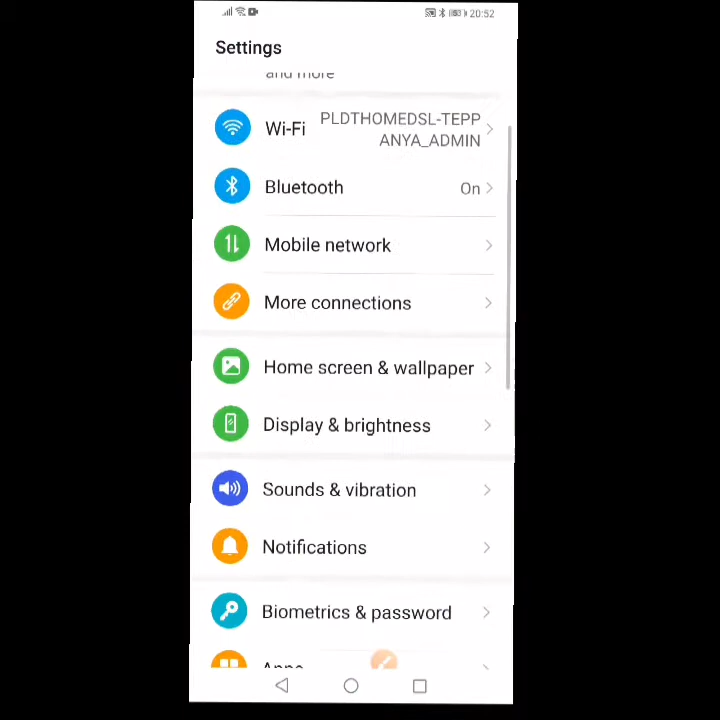 20:52
Settings
and more
Wi-Fi PLDTHOMEDSL-TEPP
ANYA_ADMIN
Bluetooth On
Mobile network
More connections
Home screen & wallpaper
Display & brightness
Sounds & vibration
Notifications
Biometrics & password
Apps